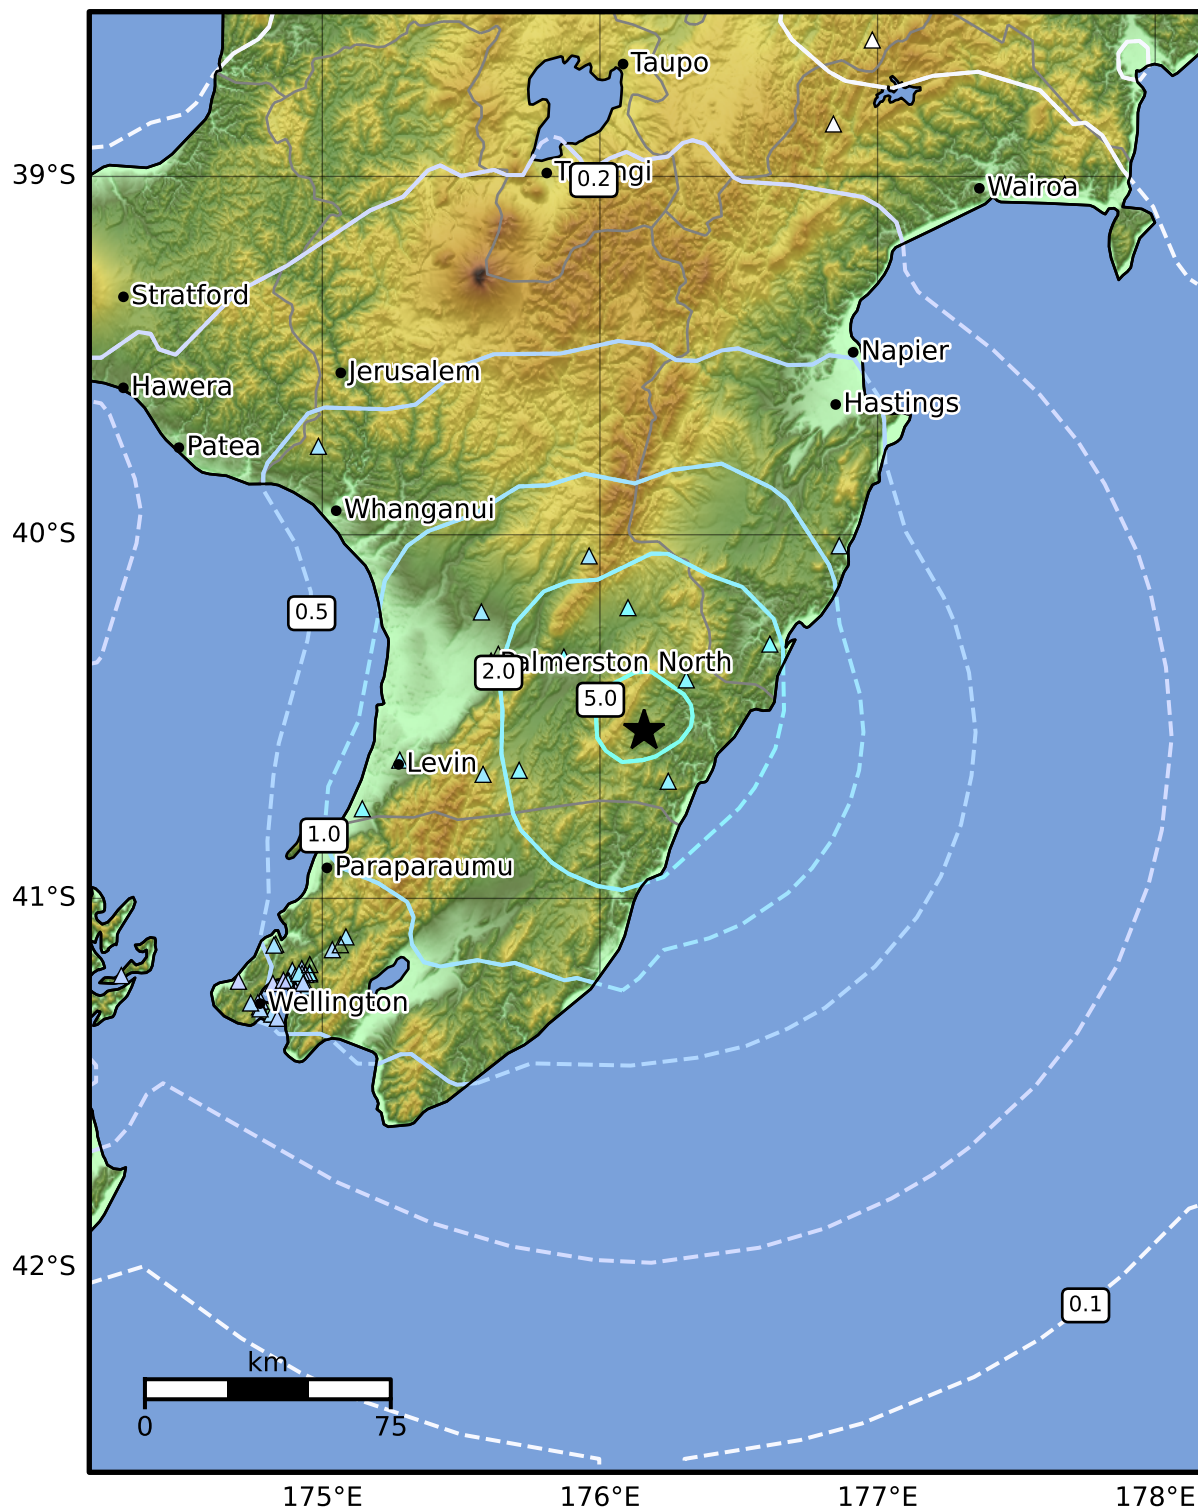 Taupo
39°S
0.2
Wairoa
Stratford
Napier
Jerusalem
Hawera
Hastings
Patea
Whanganui
40°S
0.5
Palmerston North
2.0
5.0
Levin
1.0
Paraparaumu
41°S
Wellington
42°S
0.1
km
0
75
175°E
176°E
177°E
178°E